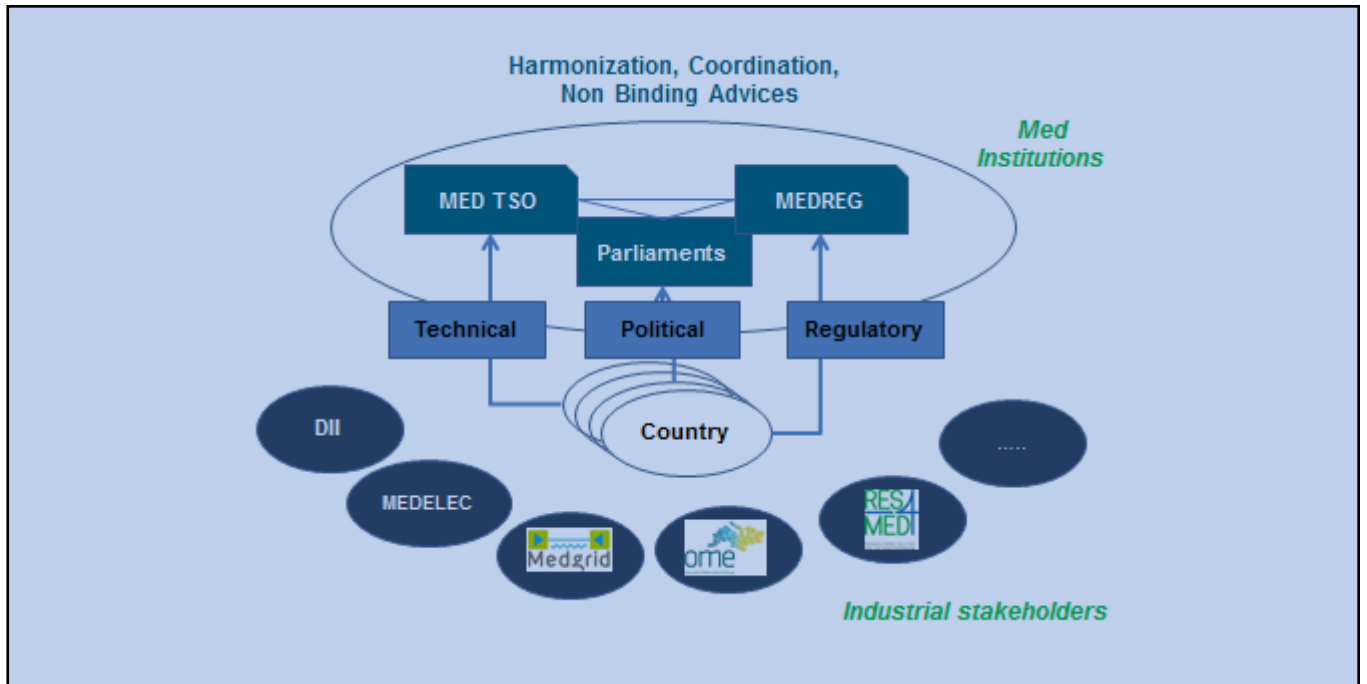 Harmonization, Coordination,
Non Binding Advices
Med
Institutions
MED TSO
MEDREG
Parliaments
Technical
Political
Regulatory
Country
DII
MEDELEC
Medgrid
ome
RES4
MED
.....
Industrial stakeholders